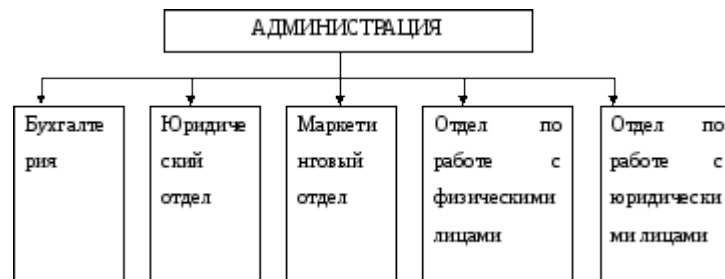 АДМИНИСТРАЦИЯ
Бухгалте
рия
Юридиче
ский
отдел
Маркети
нговый
отдел
Отдел по
работе с
физическими
лицами
Отдел по
работе с
юридически
ми лицами